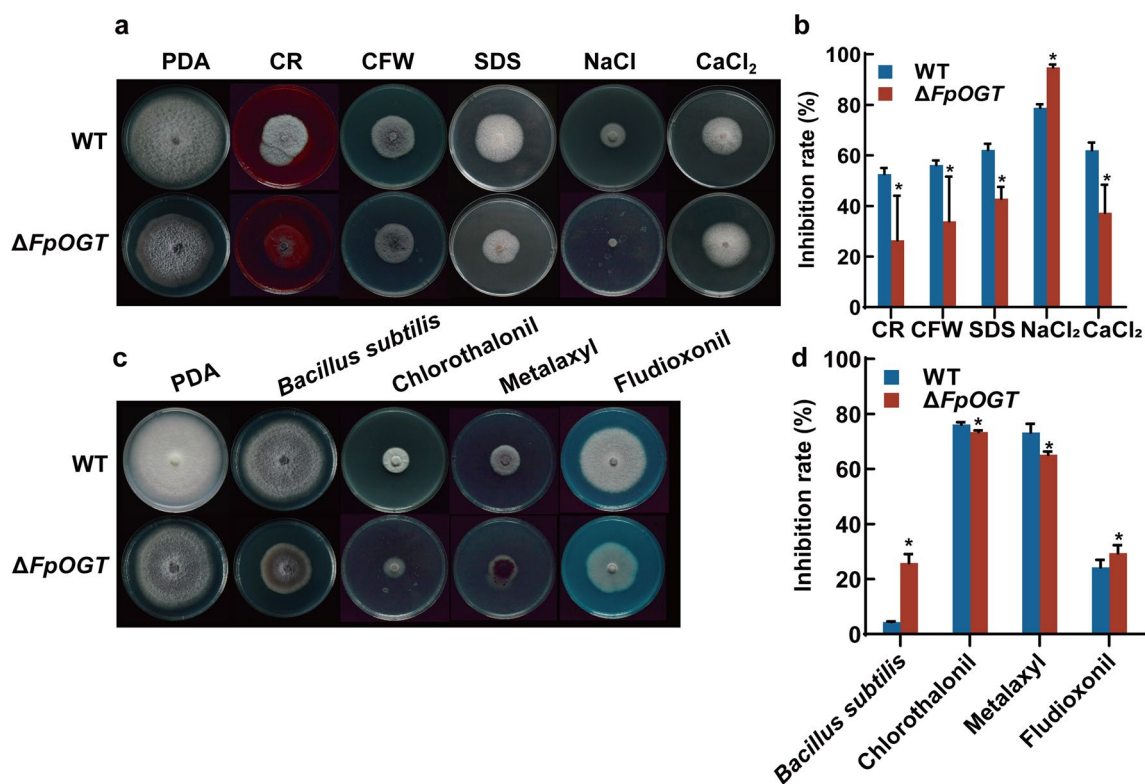 a
PDA CR CFW SDS NaCl CaCl₂
WT
ΔFpOGT
b
100
80
60
40
20
0
Inhibition rate (%)
WT
ΔFpOGT
* * * * *
CR CFW SDS NaCl₂ CaCl₂
c
PDA Bacillus subtilis Chlorothalonil Metalaxyl Fludioxonil
WT
ΔFpOGT
d
100
80
60
40
20
0
Inhibition rate (%)
WT
ΔFpOGT
* * * *
Bacillus subtilis Chlorothalonil Metalaxyl Fludioxonil